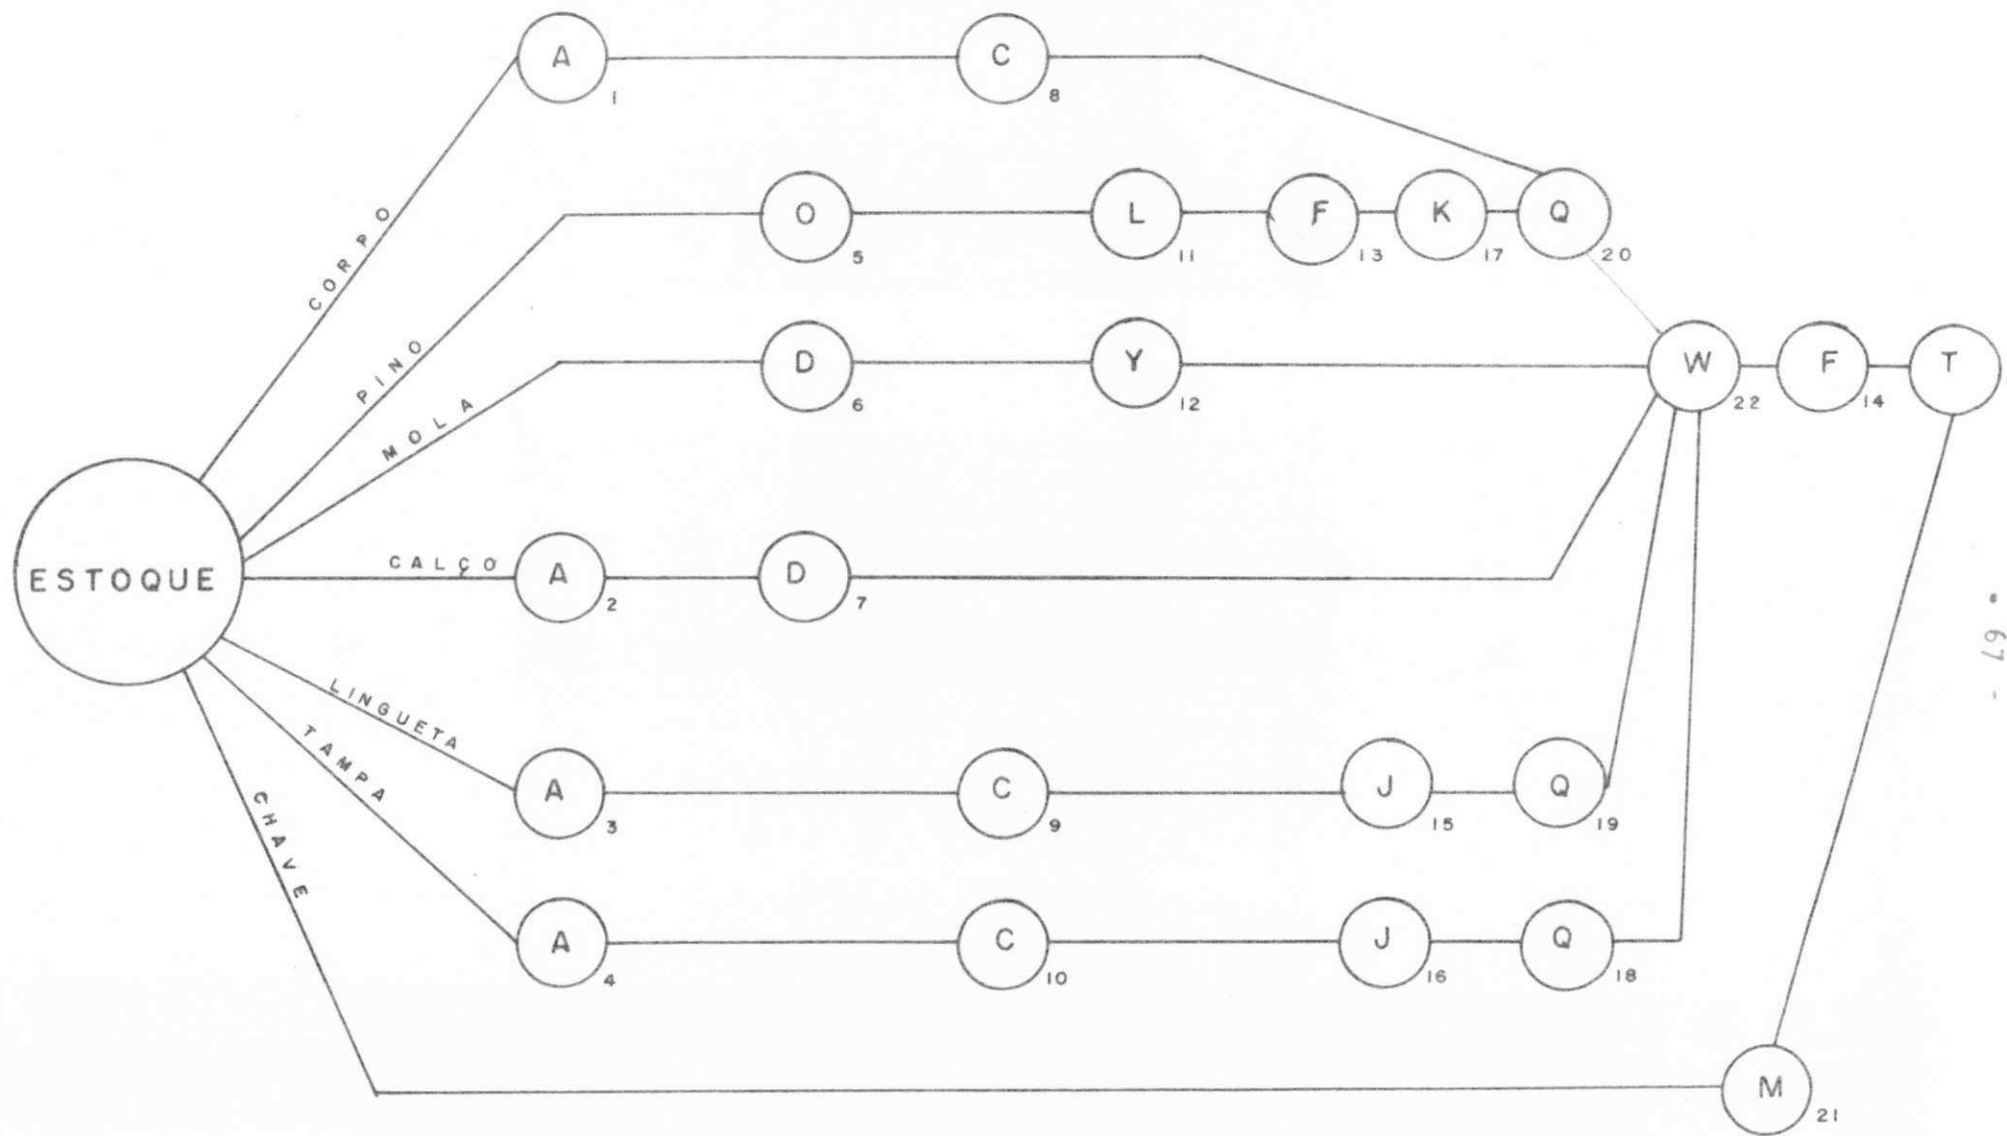 A 1 C 8
CORPO
O 5 L 11 F 13 K 17 Q 20
PINO
D 6 Y 12 W 22 F 14 T
MOLA
ESTOQUE
CALÇO A 2 D 7
LINGUETA
A 3 C 9 J 15 Q 19
TAMPA
A 4 C 10 J 16 Q 18
CHAVE
M 21
- 67 -